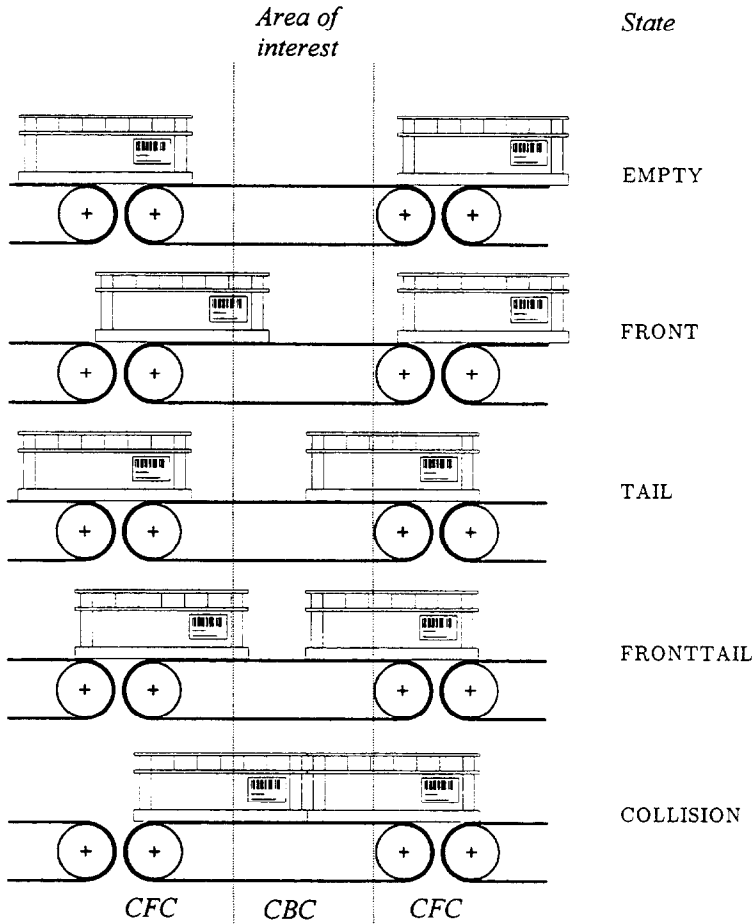 Area of
interest
State
EMPTY
FRONT
TAIL
FRONTTAIL
COLLISION
CFC
CBC
CFC